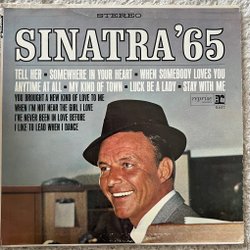 STEREO
SINATRA '65
TELL HER • SOMEWHERE IN YOUR HEART • WHEN SOMEBODY LOVES YOU
ANYTIME AT ALL • MY KIND OF TOWN • LUCK BE A LADY • STAY WITH ME
YOU BROUGHT A NEW KIND OF LOVE TO ME
WHEN I'M NOT NEAR THE GIRL I LOVE
I'VE NEVER BEEN IN LOVE BEFORE
I LIKE TO LEAD WHEN I DANCE
reprise